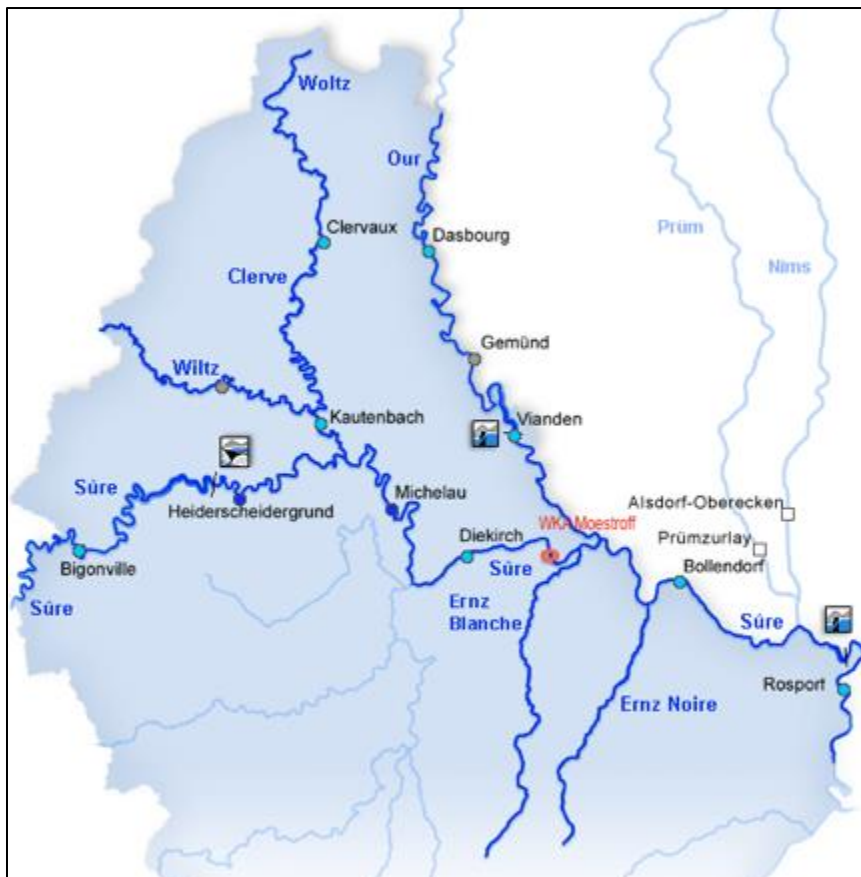 Woltz
Our
Clervaux
Dasbourg
Prüm
Nims
Clerve
Gemünd
Wiltz
Kautenbach
Vianden
Sûre
Heiderscheidergrund
Michelau
Alsdorf-Oberecken
WKA Moestroff
Diekirch
Prümzurlay
Bigonville
Sûre
Bollendorf
Sûre
Ernz
Blanche
Sûre
Rosport
Ernz Noire